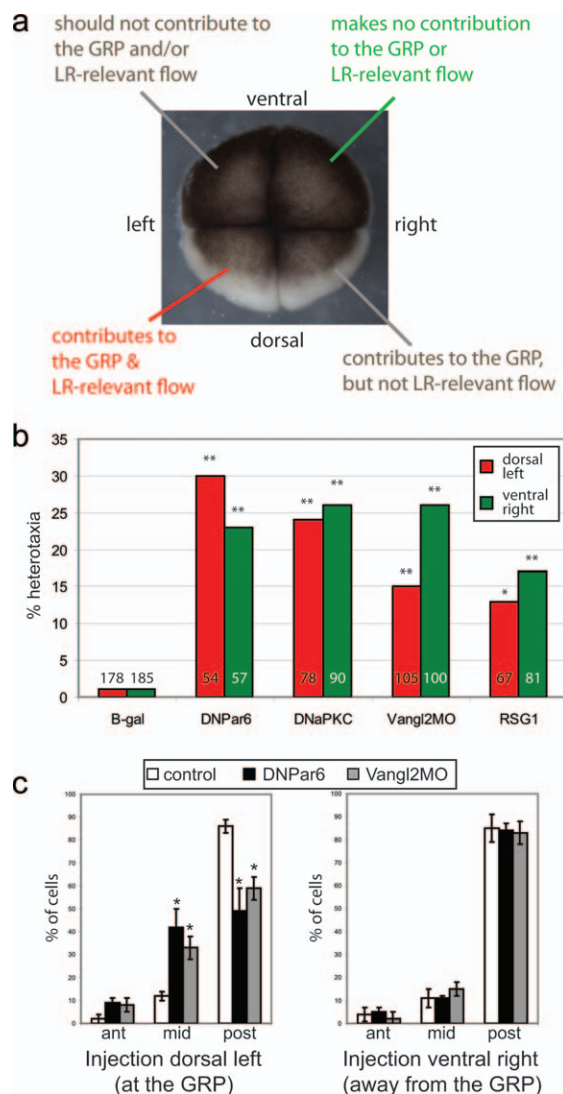 a
should not contribute to
the GRP and/or
LR-relevant flow
makes no contribution
to the GRP or
LR-relevant flow
ventral
left
right
dorsal
contributes to
the GRP &
LR-relevant flow
contributes to the GRP,
but not LR-relevant flow
b
% heterotaxia
35
30
25
20
15
10
5
0
dorsal
left
ventral
right
** ** ** ** ** ** * **
178 185 54 57 78 90 105 100 67 81
B-gal DNPar6 DNaPKC Vangl2MO RSG1
c
control DNPar6 Vangl2MO
% of cells
100
90
80
70
60
50
40
30
20
10
0
* * * *
ant mid post
Injection dorsal left
(at the GRP)
% of cells
100
90
80
70
60
50
40
30
20
10
0
ant mid post
Injection ventral right
(away from the GRP)